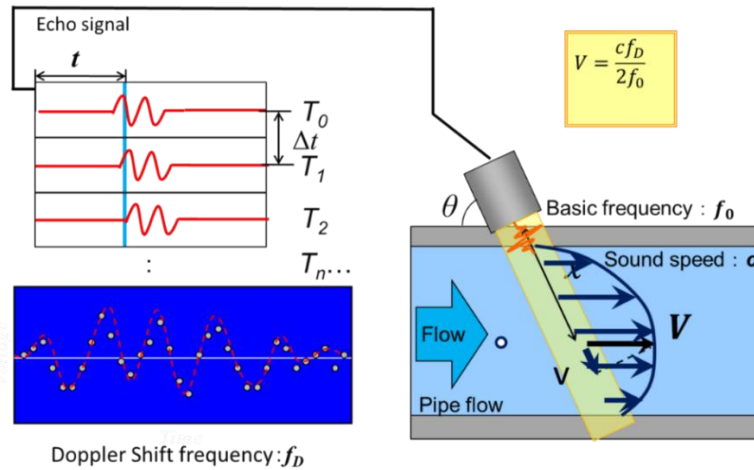 Echo signal
t
T0
Δt
T1
T2
:
Tn...
Doppler Shift frequency : fD
V = cfD / 2f0
θ
Basic frequency : f0
Sound speed : c
Flow
V
V
Pipe flow